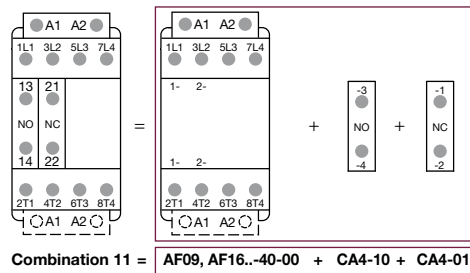 A1 A2 A1 A2
1L1 3L2 5L3 7L4 1L1 3L2 5L3 7L4
13 21 1- 2- -3 -1
NO NC = + NO + NC
14 22 1- 2- -4 -2
2T1 4T2 6T3 8T4 2T1 4T2 6T3 8T4
A1 A2 A1 A2
Combination 11 = AF09, AF16..-40-00 + CA4-10 + CA4-01